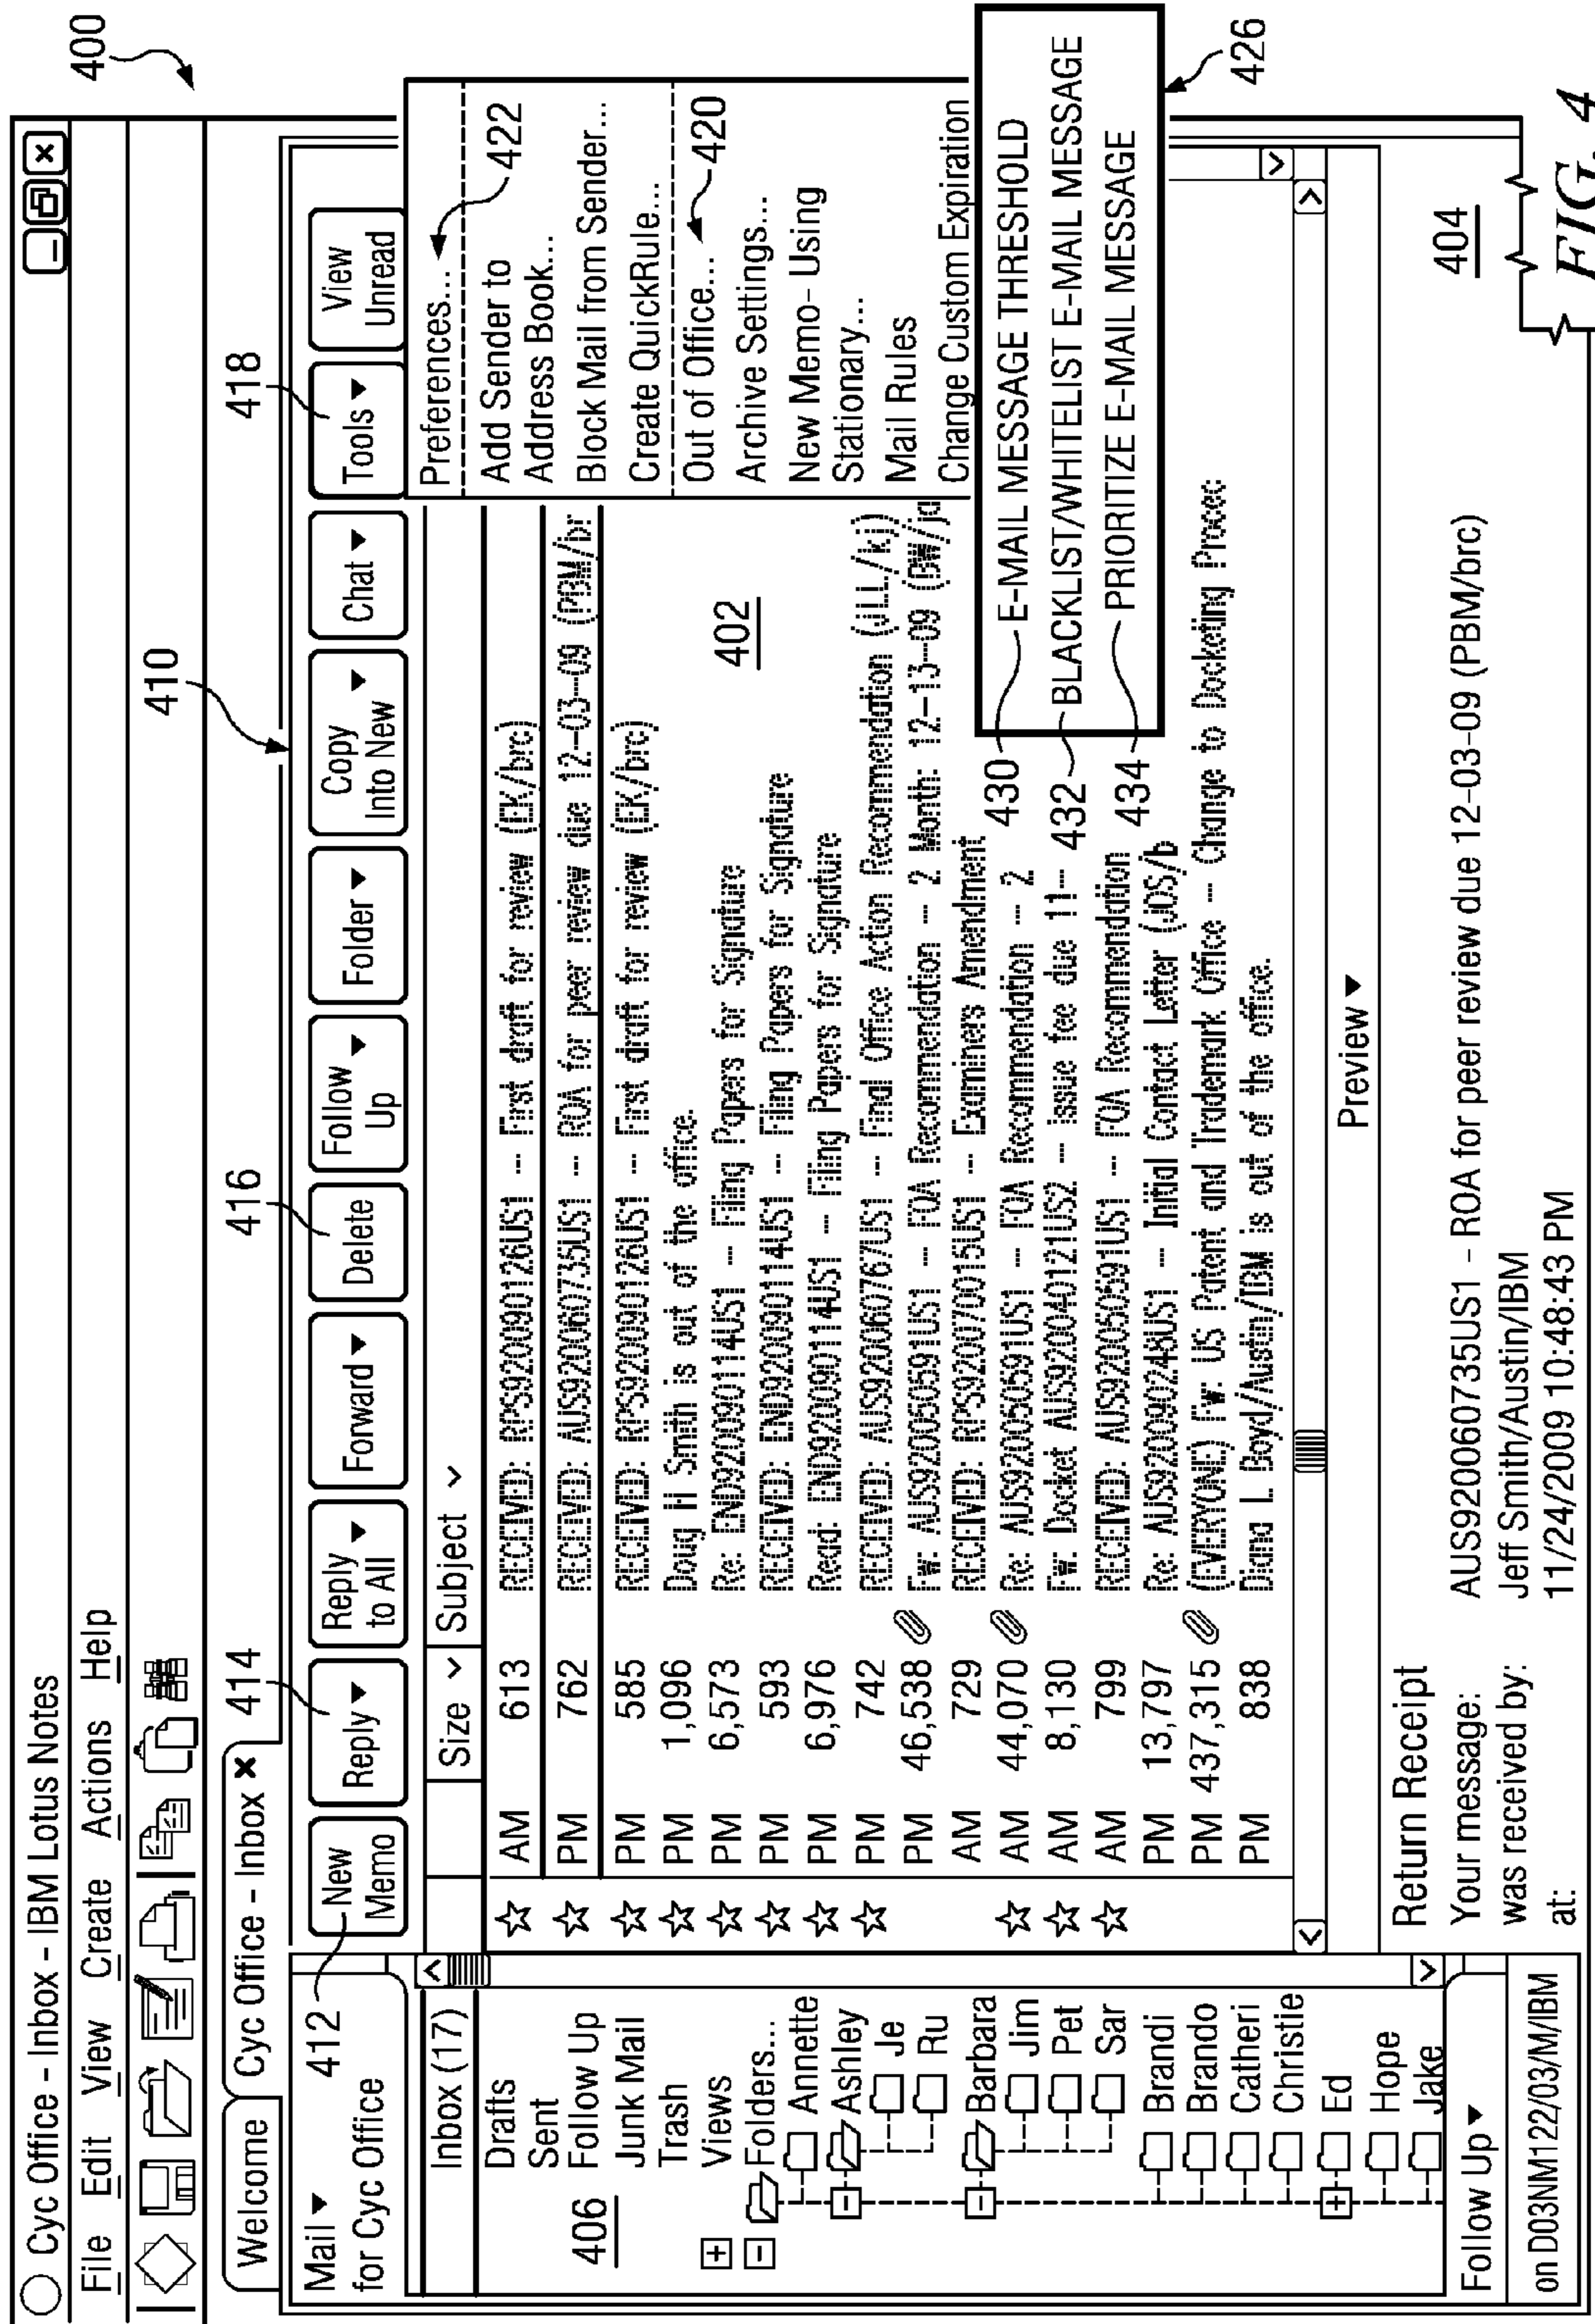 400
Cyc Office - Inbox - IBM Lotus Notes
File Edit View Create Actions Help
410
Welcome
Cyc Office - Inbox
414
416
418
Mail
for Cyc Office
412
New
Memo
Reply
Reply
to All
Forward
Delete
Follow
Up
Folder
Copy
Into New
Chat
Tools
View
Unread
Inbox (17)
Drafts
Sent
Follow Up
Junk Mail
Trash
Views
Folders...
Annette
Ashley
Je
Ru
Barbara
Jim
Pet
Sar
Brandi
Brando
Catheri
Christie
Ed
Hope
Jake
406
Follow Up
on D03NM122/03/M/IBM
Size Subject
AM 613 RECEIVED: RPS920090126US1 -- First draft for review (EK/brc)
PM 762 RECEIVED: AUS920060735US1 -- ROA for peer review due 12-03-09 (PBM/br
PM 585 RECEIVED: RPS920090126US1 -- First draft for review (EK/brc)
PM 1,096 Doug H Smith is out of the office.
PM 6,573 Re: END920090114US1 -- Filing Papers for Signature
PM 593 RECEIVED: END920090114US1 -- Filing Papers for Signature
PM 6,976 Read: END920090114US1 -- Filing Papers for Signature
PM 742 RECEIVED: AUS920060767US1 -- Final Office Action Recommendation (JLL/kj)
PM 46,538 Fw: AUS920050591US1 -- FOA Recommendation -- 2 Month: 12-13-09 (BW/ja
AM 729 RECEIVED: RPS920070015US1 -- Examiners Amendment
AM 44,070 Re: AUS920050591US1 -- FOA Recommendation -- 2
AM 8,130 Fw: Docket AUS920040121US2 -- issue fee due 11-
AM 799 RECEIVED: AUS920050591US1 -- FOA Recommendation
PM 13,797 Re: AUS920090248US1 -- Initial Contact Letter (JDS/b
PM 437,315 (EVERYONE) Fw: US Patent and Trademark Office -- Change to Docketing Proces
PM 838 Diana L Boyd/Austin/IBM is out of the office.
402
Preferences...
422
Add Sender to
Address Book...
Block Mail from Sender...
Create QuickRule...
Out of Office...
420
Archive Settings...
New Memo- Using
Stationary...
Mail Rules
Change Custom Expiration
430 E-MAIL MESSAGE THRESHOLD
432 BLACKLIST/WHITELIST E-MAIL MESSAGE
434 PRIORITIZE E-MAIL MESSAGE
426
Preview
Return Receipt
404
Your message: AUS920060735US1 - ROA for peer review due 12-03-09 (PBM/brc)
was received by: Jeff Smith/Austin/IBM
at: 11/24/2009 10:48:43 PM
FIG. 4